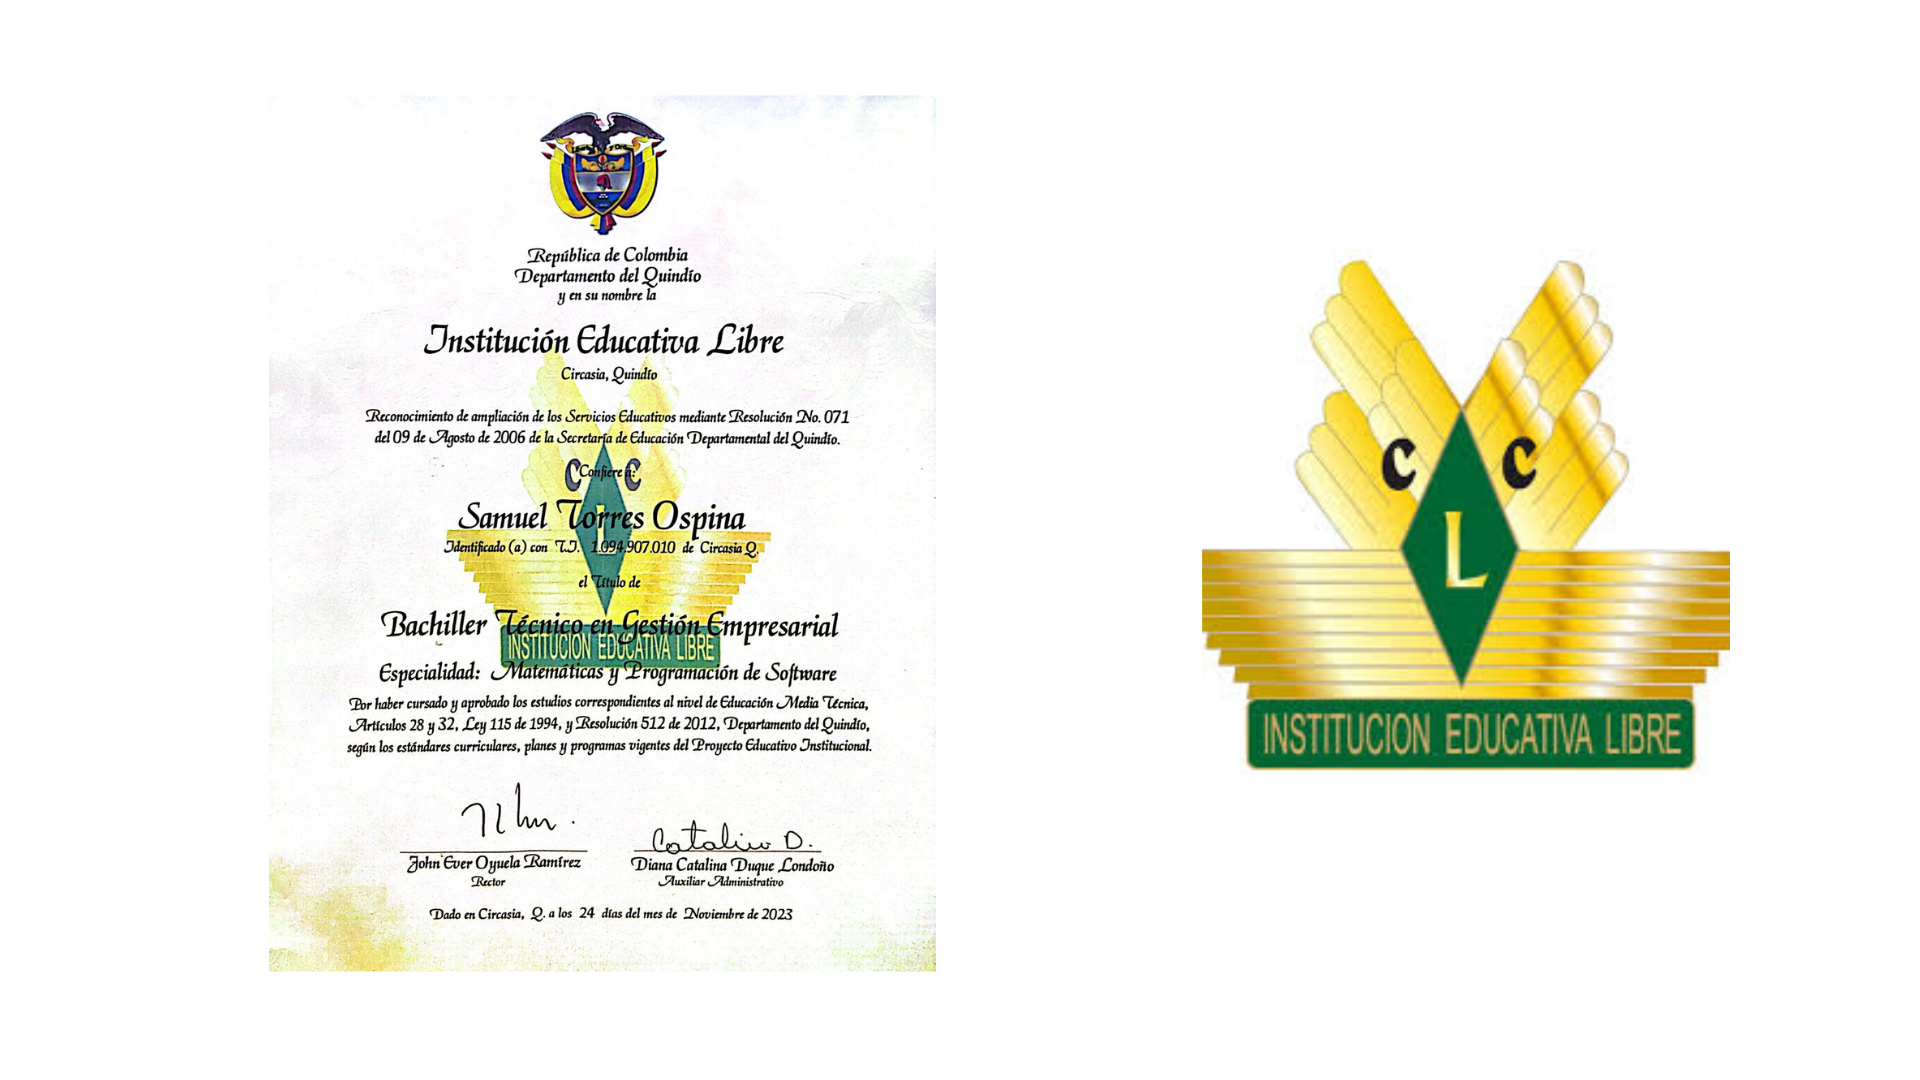 República de Colombia
Departamento del Quindío
y en su nombre la
Institución Educativa Libre
Circasia, Quindío
Reconocimiento de ampliación de los Servicios Educativos mediante Resolución No. 071
del 09 de Agosto de 2006 de la Secretaría de Educación Departamental del Quindío.
C Confiere a: C
Samuel Torres Ospina
L
Identificado (a) con T.I. 1.094.907.010 de Circasia Q.
el Título de
Bachiller Técnico en Gestión Empresarial
INSTITUCION EDUCATIVA LIBRE
Especialidad: Matemáticas y Programación de Software
Por haber cursado y aprobado los estudios correspondientes al nivel de Educación Media Técnica,
Artículos 28 y 32, Ley 115 de 1994, y Resolución 512 de 2012, Departamento del Quindío,
según los estándares curriculares, planes y programas vigentes del Proyecto Educativo Institucional.
Catalina D.
John Ever Oyuela Ramírez
Rector
Diana Catalina Duque Londoño
Auxiliar Administrativo
Dado en Circasia, Q. a los 24 días del mes de Noviembre de 2023
C C
L
INSTITUCION EDUCATIVA LIBRE